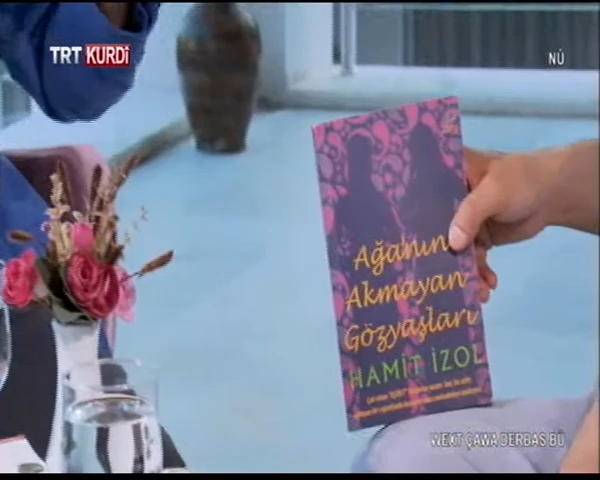 TRT KURDÎ
NÛ
Ağanın
Akmayan
Gözyaşları
HAMİT İZOL
WEXT ÇAWA DERBAS BÛ